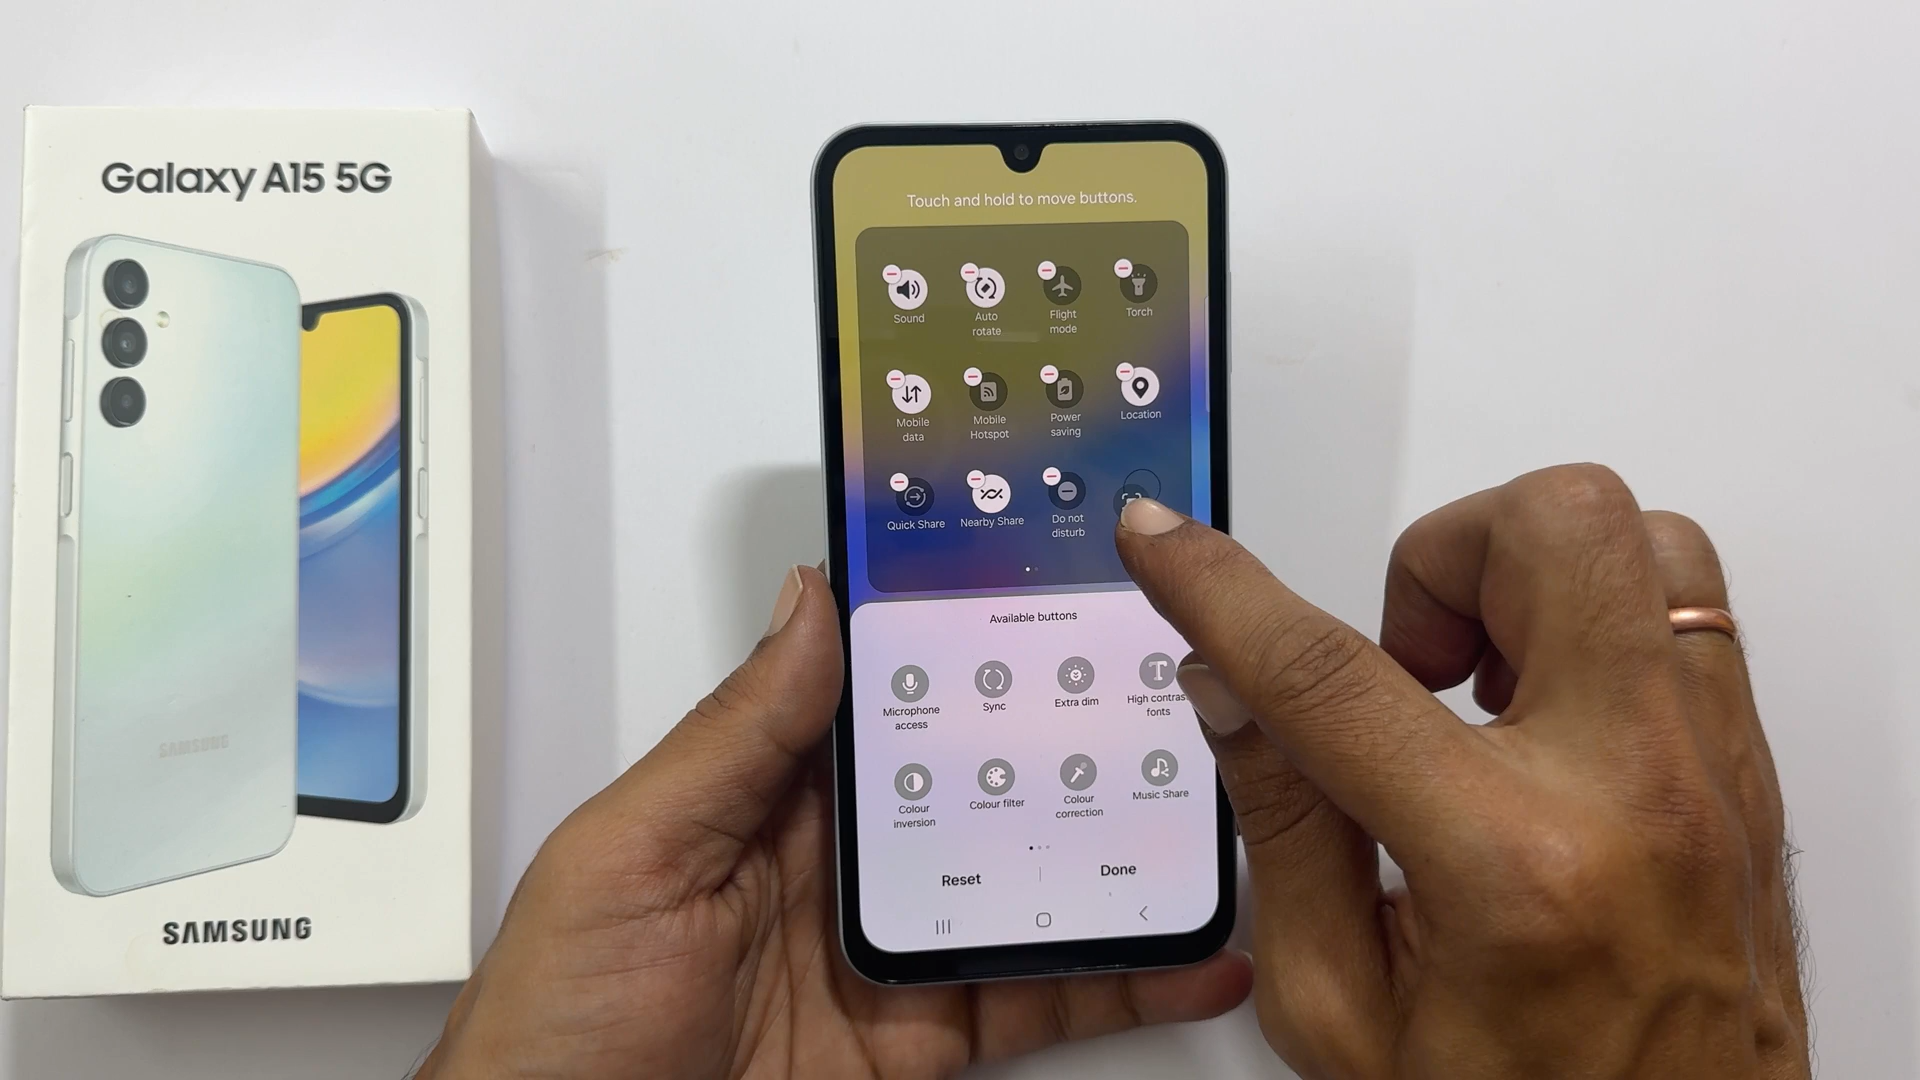 Galaxy A15 5G
SAMSUNG
SAMSUNG
Touch and hold to move buttons.
Sound
Auto
rotate
Flight
mode
Torch
Mobile
data
Mobile
Hotspot
Power
saving
Location
Quick Share
Nearby Share
Do not
disturb
Available buttons
Microphone
access
Sync
Extra dim
High contras
fonts
Colour
inversion
Colour filter
Colour
correction
Music Share
Reset
Done